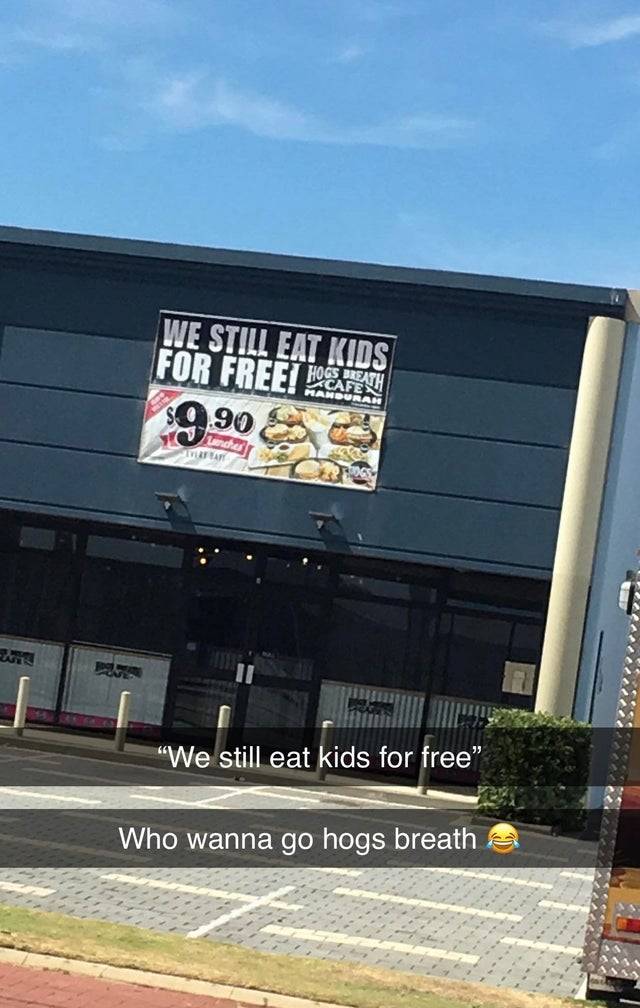 WE STILL EAT KIDS
FOR FREE!
HOGS BREATH
CAFE
MANDURAH
$9.90
Lunches
EVERY DAY
HOGS
“We still eat kids for free”
Who wanna go hogs breath 😂